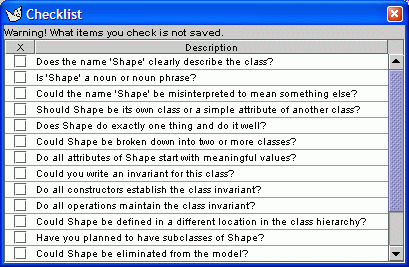 Checklist
Warning! What items you check is not saved.
X Description
Does the name 'Shape' clearly describe the class?
Is 'Shape' a noun or noun phrase?
Could the name 'Shape' be misinterpreted to mean something else?
Should Shape be its own class or a simple attribute of another class?
Does Shape do exactly one thing and do it well?
Could Shape be broken down into two or more classes?
Do all attributes of Shape start with meaningful values?
Could you write an invariant for this class?
Do all constructors establish the class invariant?
Do all operations maintain the class invariant?
Could Shape be defined in a different location in the class hierarchy?
Have you planned to have subclasses of Shape?
Could Shape be eliminated from the model?